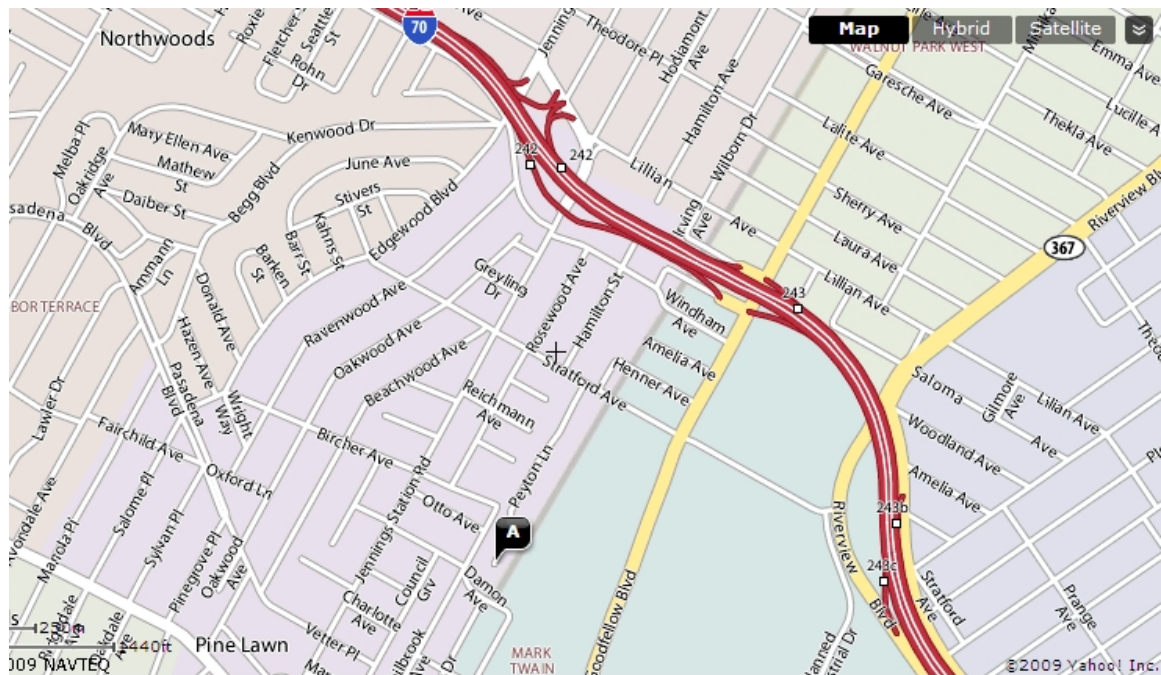 70
Map
Hybrid
Satellite
Northwoods
WALNUT PARK WEST
Theodore Pl
Hodiamont
Ave
Hamilton Ave
Wilborn Dr
Garesche Ave
Emma Ave
Lucille A
Thekla Ave
Lalite Ave
Rohn
Dr
St
Melba Pl
Mary Ellen Ave
Mathew
St
Kenwood Dr
June Ave
Stivers
St
242
242
Lillian
Ave
Irving
Ave
Sherry Ave
Laura Ave
Lillian Ave
367
Oakridge
Ave
Daiber St
Begg Blvd
Edgewood Blvd
sadena
Blvd
Ammann
Ln
Barken
St
Barr St
Kahns St
BOR TERRACE
Donald Ave
Hazen Ave
Ravenwood Ave
Greyling
Dr
Rosewood Ave
Hamilton St
Windham
Ave
243
Oakwood Ave
Beachwood Ave
Amelia Ave
Henner Ave
Stratford Ave
Reichmann
Ave
Saloma
Ave
Gilmore
Ave
Lilian Ave
Woodland Ave
Amelia Ave
Lawler Dr
Pasadena
Blvd
Wright
Way
Fairchild Ave
Oxford Ln
Bircher Ave
Jennings Station Rd
Otto Ave
Peyton Ln
A
Salome Pl
Sylvan Pl
Manola Pl
Pinegrove Pl
Oakwood
Ave
Council
Grv
Charlotte
Ave
Damon
Ave
Vetter Pl
Pine Lawn
MARK
TWAIN
Goodfellow Blvd
Riverview
Blvd
243b
243c
Stratford
Ave
Prange
Ave
250m
1440ft
009 NAVTEQ
©2009 Yahoo! Inc.